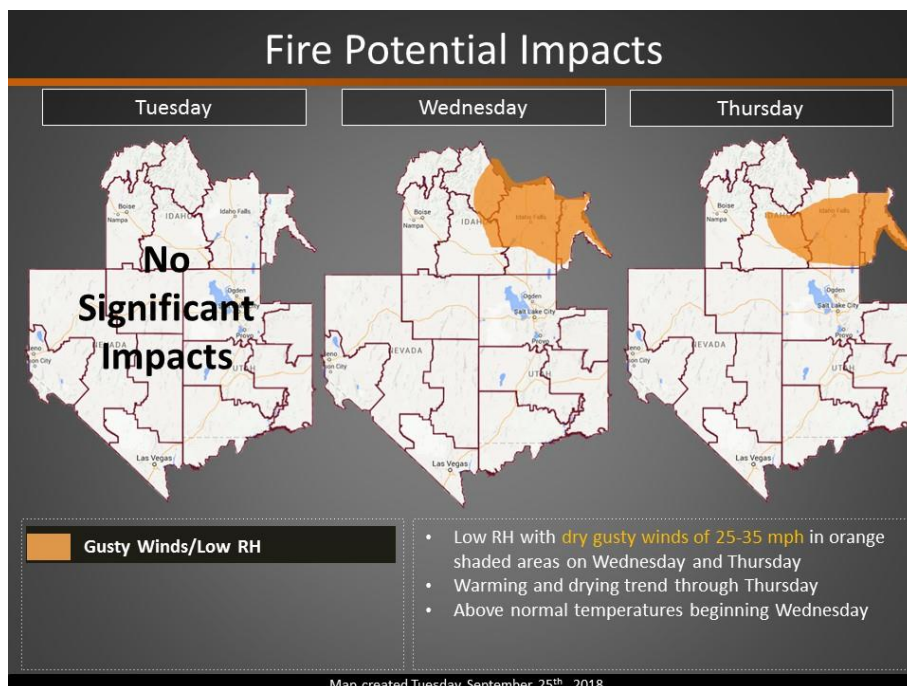 Fire Potential Impacts
Tuesday
Wednesday
Thursday
Boise
Nampa
IDAHO
Idaho Falls
No
Significant
Impacts
Ogden
Provo
NEVADA
UTAH
Las Vegas
Boise
Nampa
IDAHO
Idaho Falls
Ogden
Salt Lake City
Provo
NEVADA
UTAH
Las Vegas
Boise
Nampa
IDAHO
Idaho Falls
Ogden
Salt Lake City
Provo
NEVADA
UTAH
Las Vegas
Gusty Winds/Low RH
• Low RH with dry gusty winds of 25-35 mph in orange
shaded areas on Wednesday and Thursday
• Warming and drying trend through Thursday
• Above normal temperatures beginning Wednesday
Map created Tuesday September 25th, 2018